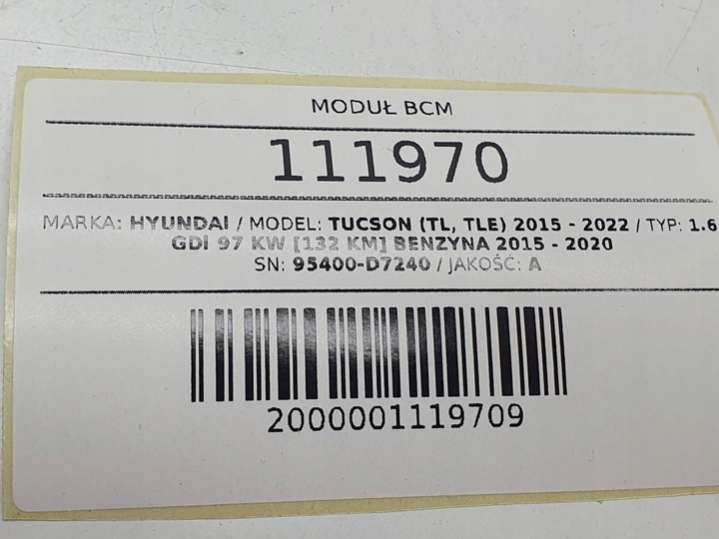 MODUŁ BCM
111970
MARKA: HYUNDAI / MODEL: TUCSON (TL, TLE) 2015 - 2022 / TYP: 1.6
GDI 97 KW [132 KM] BENZYNA 2015 - 2020
SN: 95400-D7240 / JAKOŚĆ: A
2000001119709